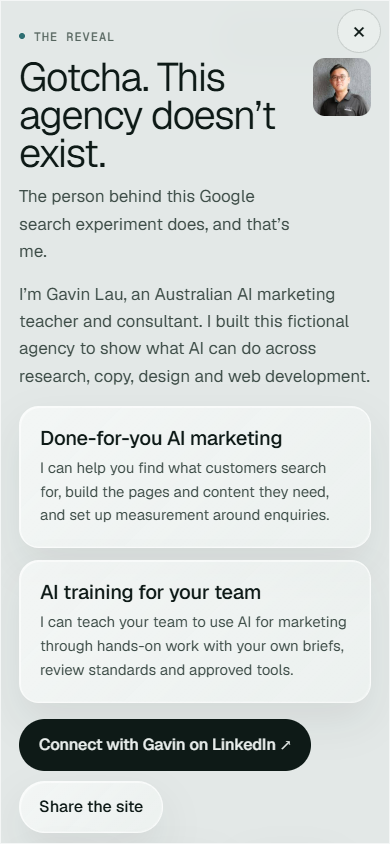 THE REVEAL
Gotcha. This
agency doesn’t
exist.
The person behind this Google
search experiment does, and that’s
me.
I’m Gavin Lau, an Australian AI marketing
teacher and consultant. I built this fictional
agency to show what AI can do across
research, copy, design and web development.
Done-for-you AI marketing
I can help you find what customers search
for, build the pages and content they need,
and set up measurement around enquiries.
AI training for your team
I can teach your team to use AI for marketing
through hands-on work with your own briefs,
review standards and approved tools.
Connect with Gavin on LinkedIn ↗
Share the site